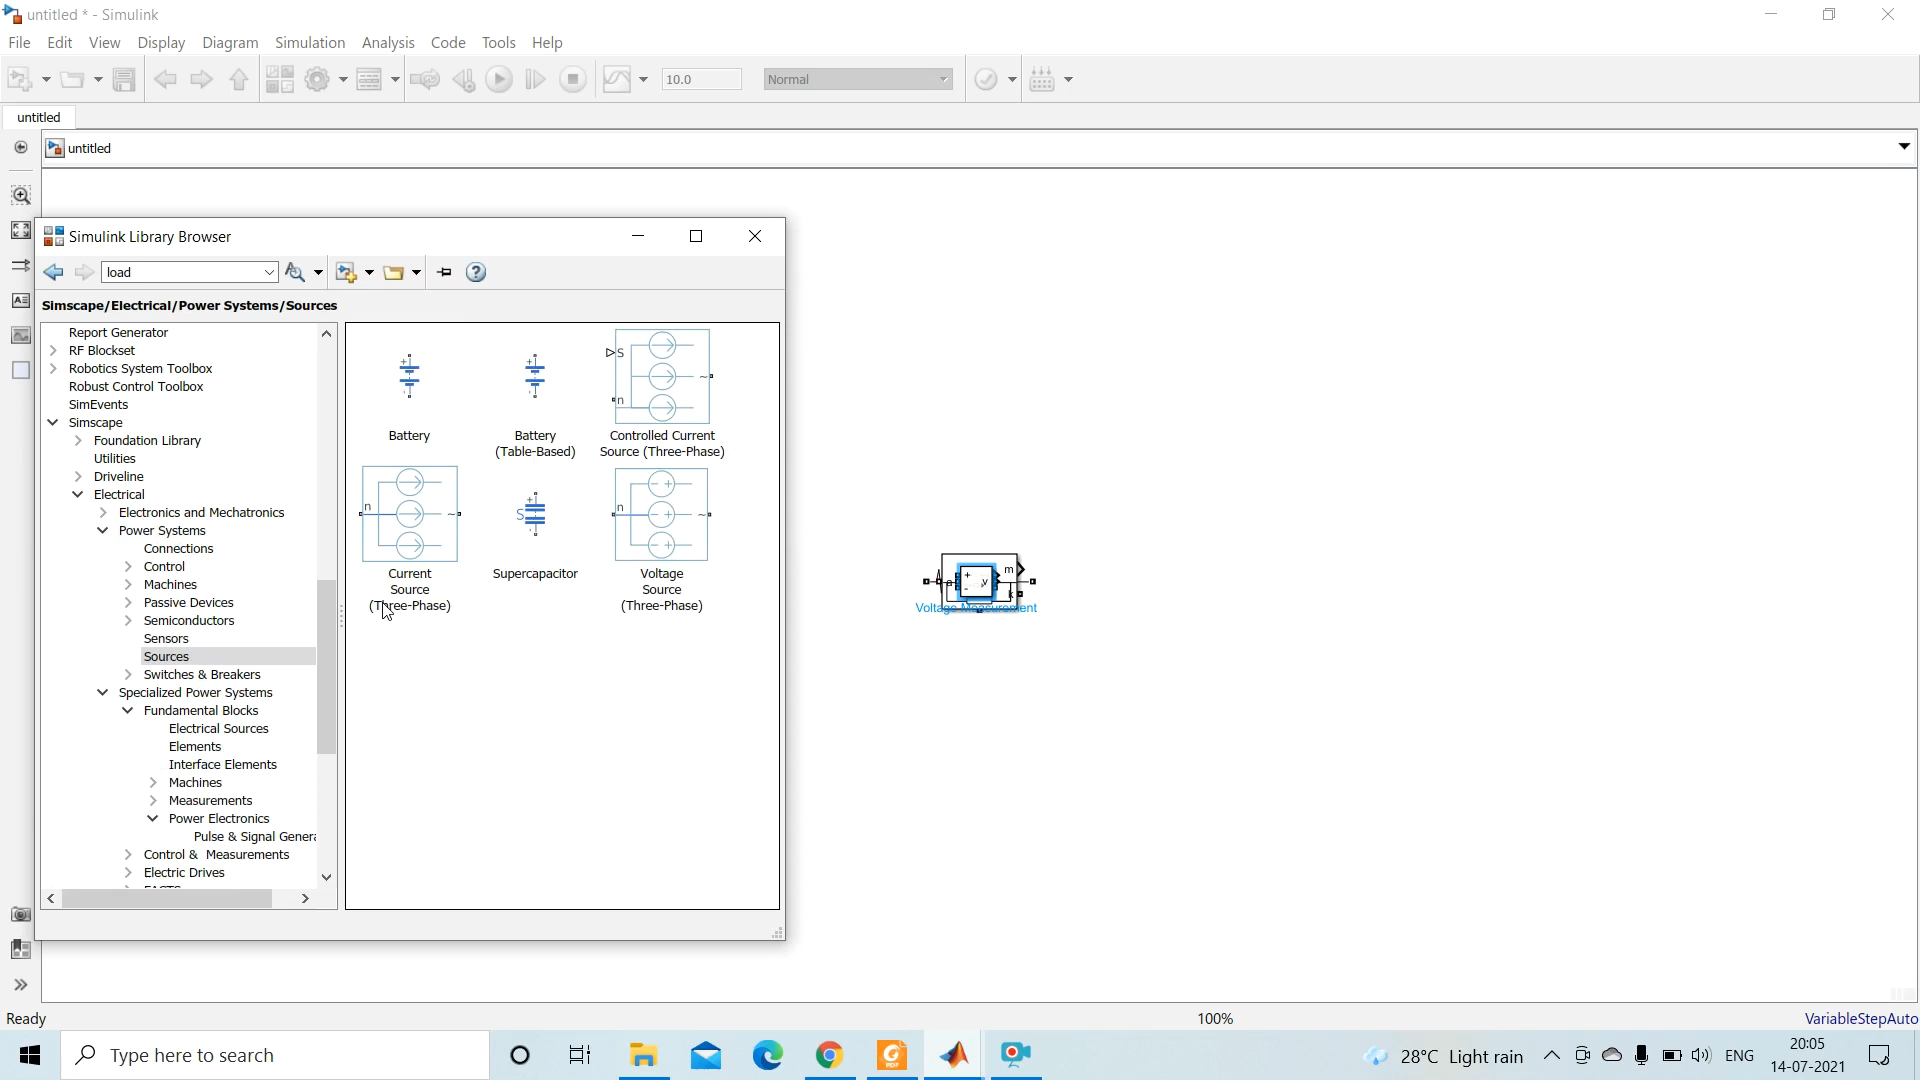 untitled * - Simulink
File Edit View Display Diagram Simulation Analysis Code Tools Help
10.0 Normal
untitled
untitled
Simulink Library Browser
load
Simscape/Electrical/Power Systems/Sources
Report Generator
RF Blockset
Robotics System Toolbox
Robust Control Toolbox
SimEvents
Simscape
Foundation Library
Utilities
Driveline
Electrical
Electronics and Mechatronics
Power Systems
Connections
Control
Machines
Passive Devices
Semiconductors
Sensors
Sources
Switches & Breakers
Specialized Power Systems
Fundamental Blocks
Electrical Sources
Elements
Interface Elements
Machines
Measurements
Power Electronics
Pulse & Signal Genera
Control & Measurements
Electric Drives
S
n
Battery
Battery
(Table-Based)
Controlled Current
Source (Three-Phase)
n
S
n
Current
Source
(Three-Phase)
Supercapacitor
Voltage
Source
(Three-Phase)
m
a
v
k
Voltage Measurement
Ready
100%
VariableStepAuto
Type here to search
28°C Light rain
ENG
20:05
14-07-2021